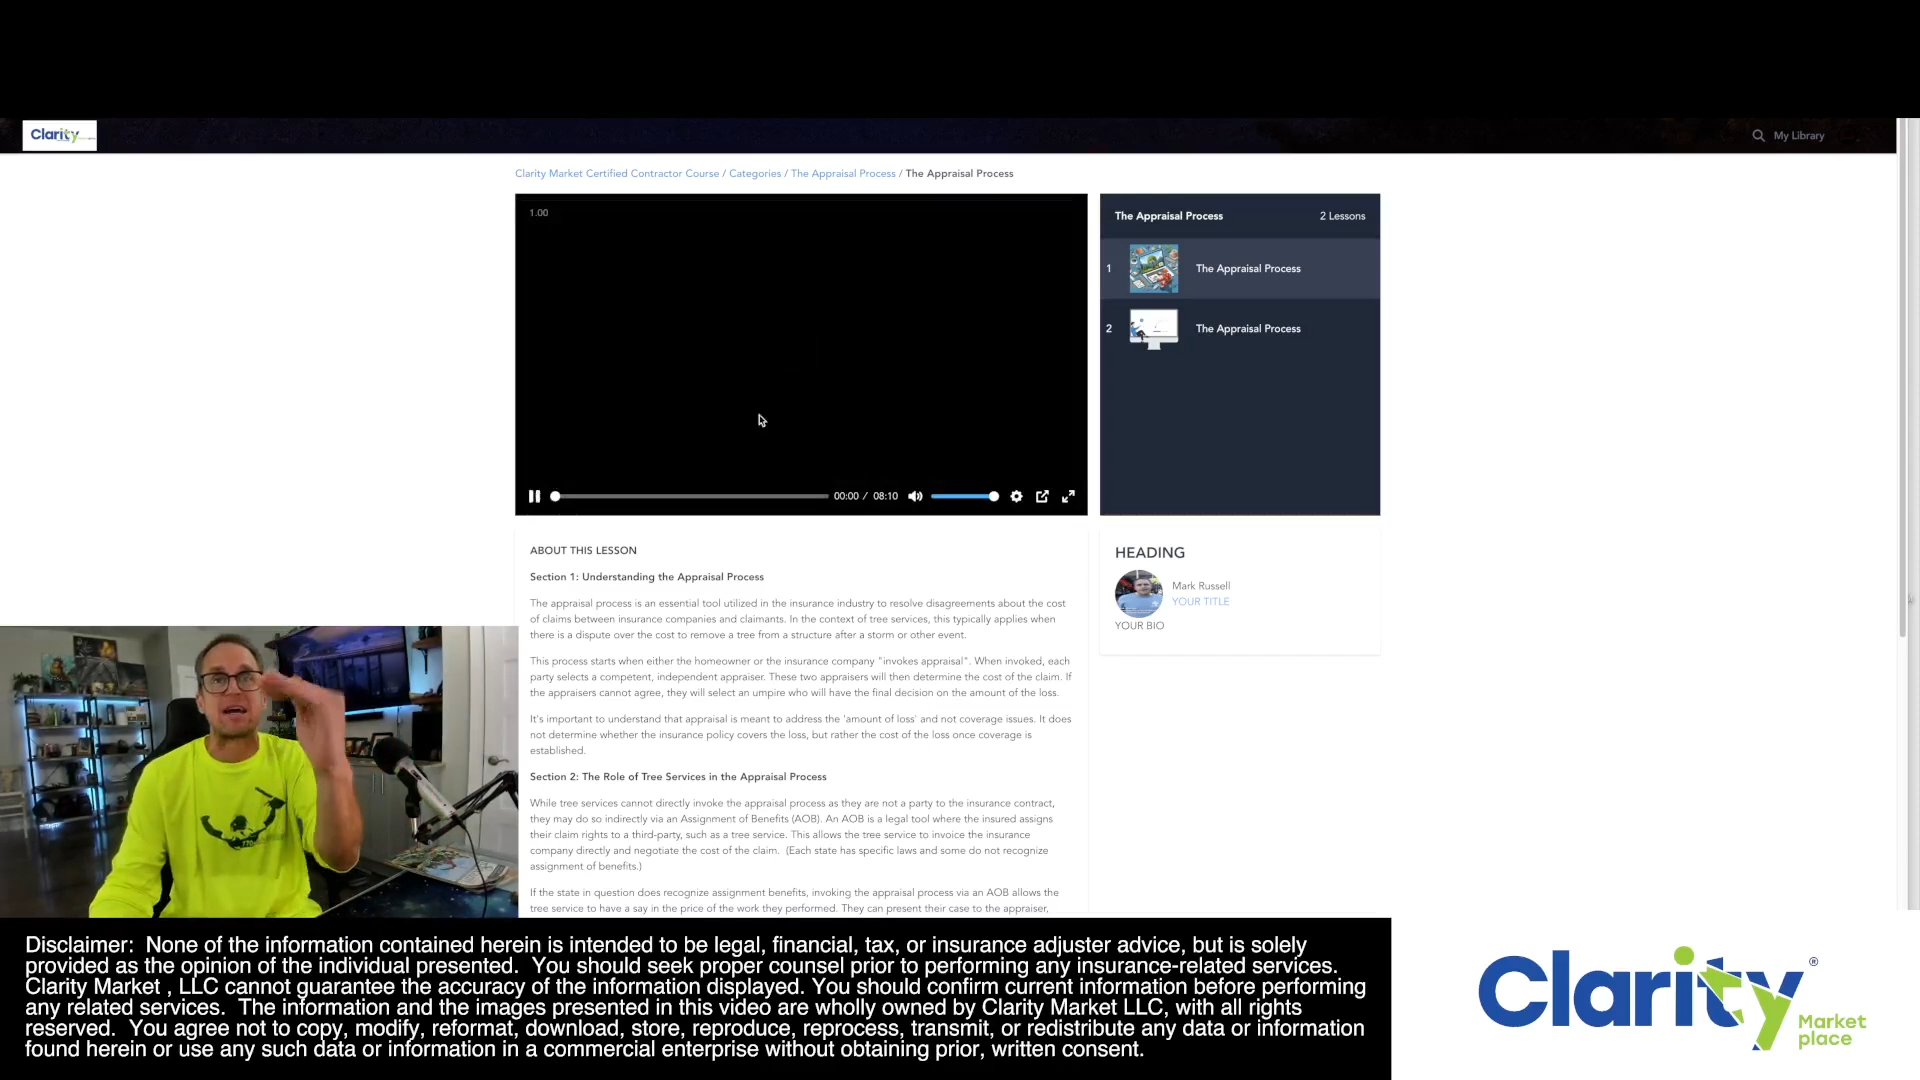 Clarity
My Library
Clarity Market Certified Contractor Course / Categories / The Appraisal Process / The Appraisal Process
1.00
00:00 / 08:10
The Appraisal Process 2 Lessons
1 The Appraisal Process
2 The Appraisal Process
ABOUT THIS LESSON
Section 1: Understanding the Appraisal Process
The appraisal process is an essential tool utilized in the insurance industry to resolve disagreements about the cost
of claims between insurance companies and claimants. In the context of tree services, this typically applies when
there is a dispute over the cost to remove a tree from a structure after a storm or other event.
This process starts when either the homeowner or the insurance company "invokes appraisal". When invoked, each
party selects a competent, independent appraiser. These two appraisers will then determine the cost of the claim. If
the appraisers cannot agree, they will select an umpire who will have the final decision on the amount of the loss.
It's important to understand that appraisal is meant to address the 'amount of loss' and not coverage issues. It does
not determine whether the insurance policy covers the loss, but rather the cost of the loss once coverage is
established.
Section 2: The Role of Tree Services in the Appraisal Process
While tree services cannot directly invoke the appraisal process as they are not a party to the insurance contract,
they may do so indirectly via an Assignment of Benefits (AOB). An AOB is a legal tool where the insured assigns
their claim rights to a third-party, such as a tree service. This allows the tree service to invoice the insurance
company directly and negotiate the cost of the claim. (Each state has specific laws and some do not recognize
assignment of benefits.)
If the state in question does recognize assignment benefits, invoking the appraisal process via an AOB allows the
tree service to have a say in the price of the work they performed. They can present their case to the appraiser,
HEADING
Mark Russell
YOUR TITLE
YOUR BIO
Disclaimer: None of the information contained herein is intended to be legal, financial, tax, or insurance adjuster advice, but is solely
provided as the opinion of the individual presented. You should seek proper counsel prior to performing any insurance-related services.
Clarity Market , LLC cannot guarantee the accuracy of the information displayed. You should confirm current information before performing
any related services. The information and the images presented in this video are wholly owned by Clarity Market LLC, with all rights
reserved. You agree not to copy, modify, reformat, download, store, reproduce, reprocess, transmit, or redistribute any data or information
found herein or use any such data or information in a commercial enterprise without obtaining prior, written consent.
Clarity®
Market
place